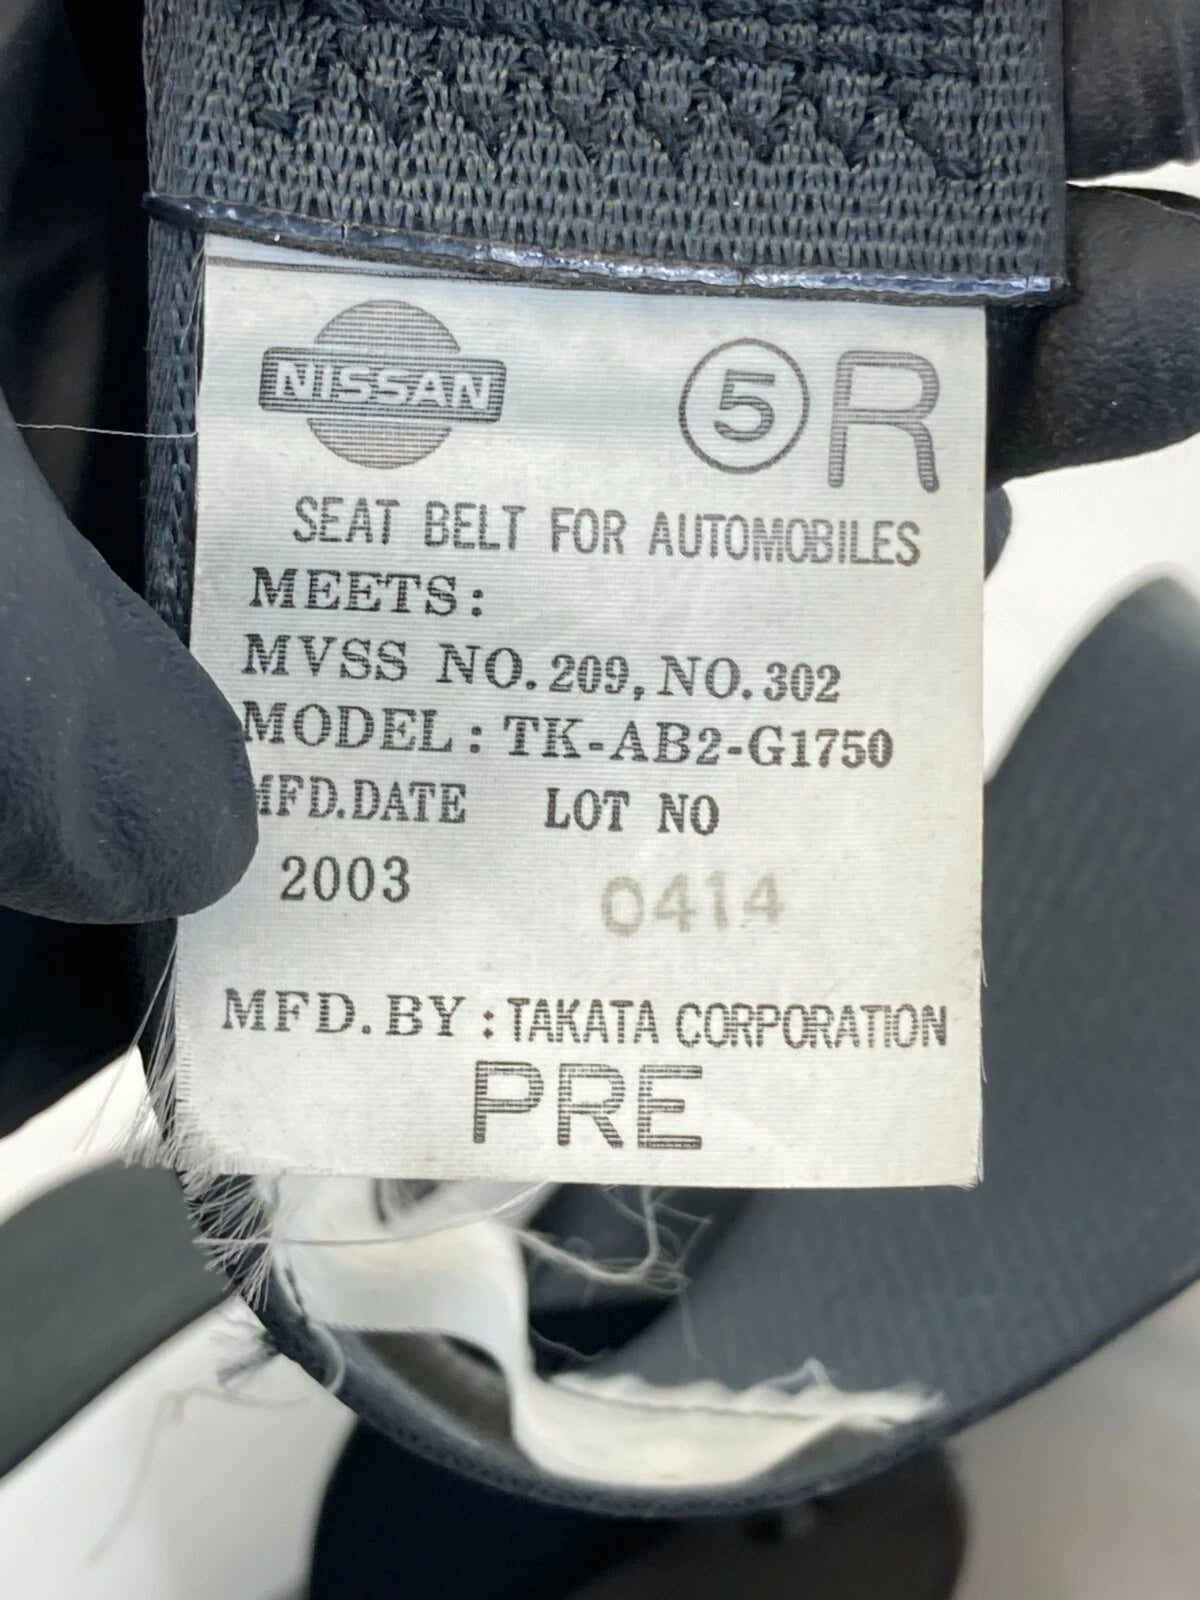 NISSAN 5 R
SEAT BELT FOR AUTOMOBILES
MEETS:
MVSS NO.209, NO.302
MODEL: TK-AB2-G1750
MFD.DATE LOT NO
2003 0414
MFD.BY: TAKATA CORPORATION
PRE